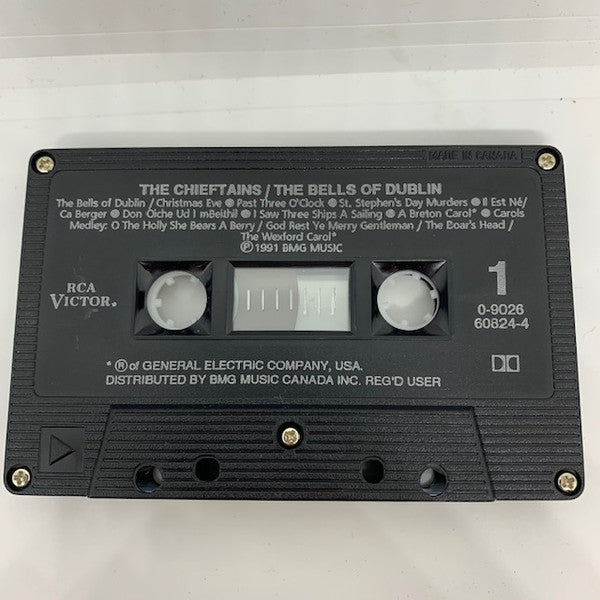 MADE IN CANADA
THE CHIEFTAINS / THE BELLS OF DUBLIN
The Bells of Dublin / Christmas Eve ● Past Three O'Clock ● St. Stephen's Day Murders ● Il Est Né/
Ca Berger ● Don Oiche Ud I mBeithil ● I Saw Three Ships A Sailing ● A Breton Carol* ● Carols
Medley: O The Holly She Bears A Berry / God Rest Ye Merry Gentleman / The Boar's Head /
The Wexford Carol*
Ⓟ1991 BMG MUSIC
RCA
VICTOR®
1
0-9026
60824-4
* ®of GENERAL ELECTRIC COMPANY, USA.
DISTRIBUTED BY BMG MUSIC CANADA INC. REG'D USER